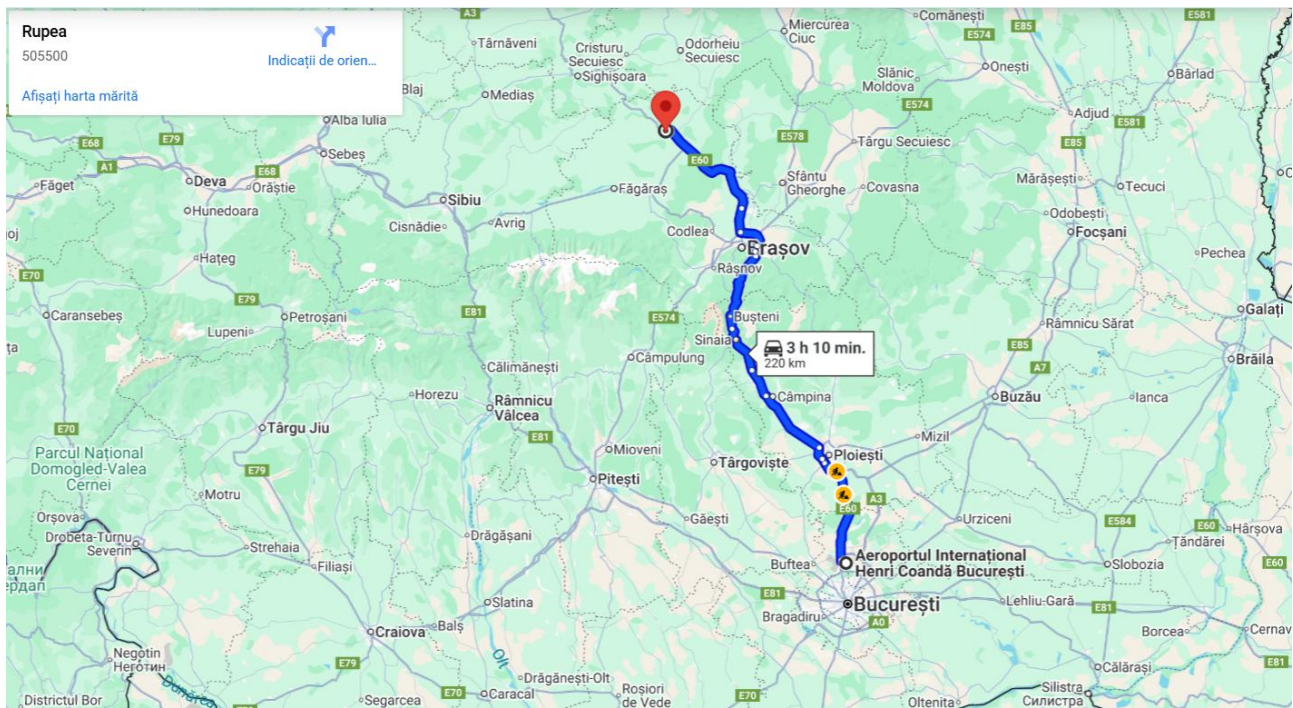 Rupea
505500
Indicații de orien...
Afișați harta mărită
A3
Târnăveni
Cristuru
Secuiesc
Odorheiu
Secuiesc
Miercurea
Ciuc
Comănești
E85
E581
E574
Onești
Bârlad
Sighișoara
Slănic
Moldova
Blaj
Mediaș
E574
Adjud
E581
Alba Iulia
E79
E68
E68
A1
Sebeș
E578
Târgu Secuiesc
E85
E60
Făget
Deva
Orăștie
Făgăraș
Sfântu
Gheorghe
Covasna
Mărășești
Tecuci
Hunedoara
Sibiu
Cisnădie
Avrig
Codlea
Odobești
Focșani
Brașov
Pechea
Hațeg
Râșnov
E70
E79
Caransebeș
Petroșani
E81
E574
Bușteni
Galați
Lupeni
Râmnicu Sărat
Sinaia
3 h 10 min.
220 km
E85
Câmpulung
A7
Brăila
Călimănești
Horezu
Râmnicu
Vâlcea
Câmpina
Buzău
Ianca
E70
Târgu Jiu
E81
Mioveni
Mizil
Parcul Național
Domogled-Valea
Cernei
E79
Târgoviște
Ploiești
Pitești
Motru
A3
E60
Orșova
Găești
Urziceni
E584
E60
Hârșova
Drobeta-Turnu
Severin
Strehaia
Drăgășani
Țăndărei
Filiași
Buftea
Aeroportul Internațional
Henri Coandă București
Slobozia
E60
E81
București
Lehliu-Gară
E81
Slatina
Bragadiru
A0
Balș
Craiova
Borcea
Cernav
Negotin
Неготин
E79
Olt
E81
Călărași
Dunărea
Drăgănești-Olt
Roșiori
de Vede
E70
Silistra
Силистра
Districtul Bor
Segarcea
E70
Caracal
Oltenița